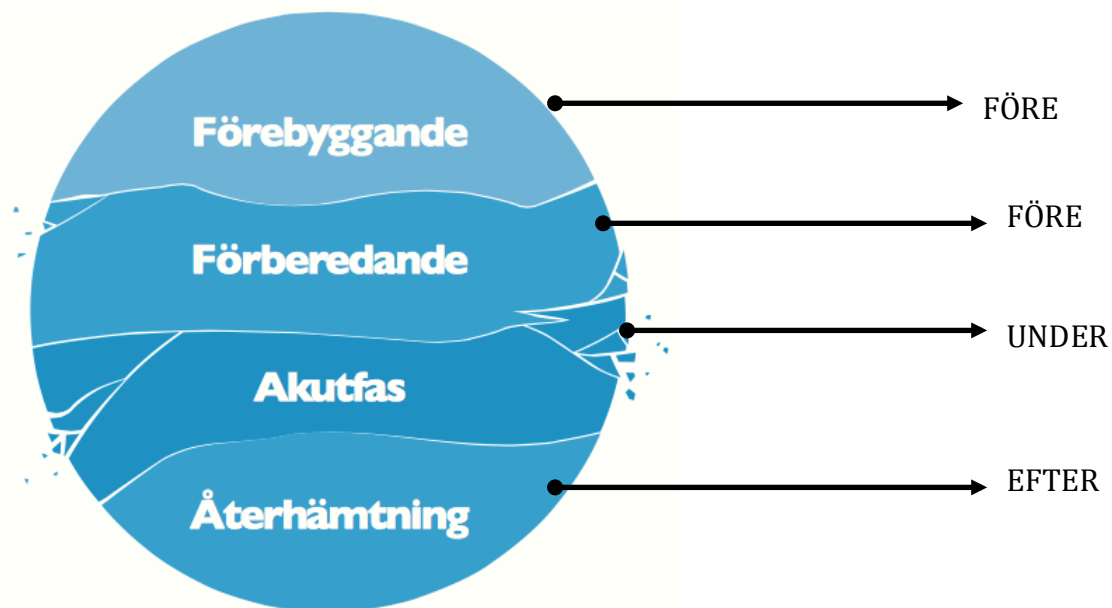 Förebyggande
FÖRE
Förberedande
FÖRE
UNDER
Akutfas
Återhämtning
EFTER